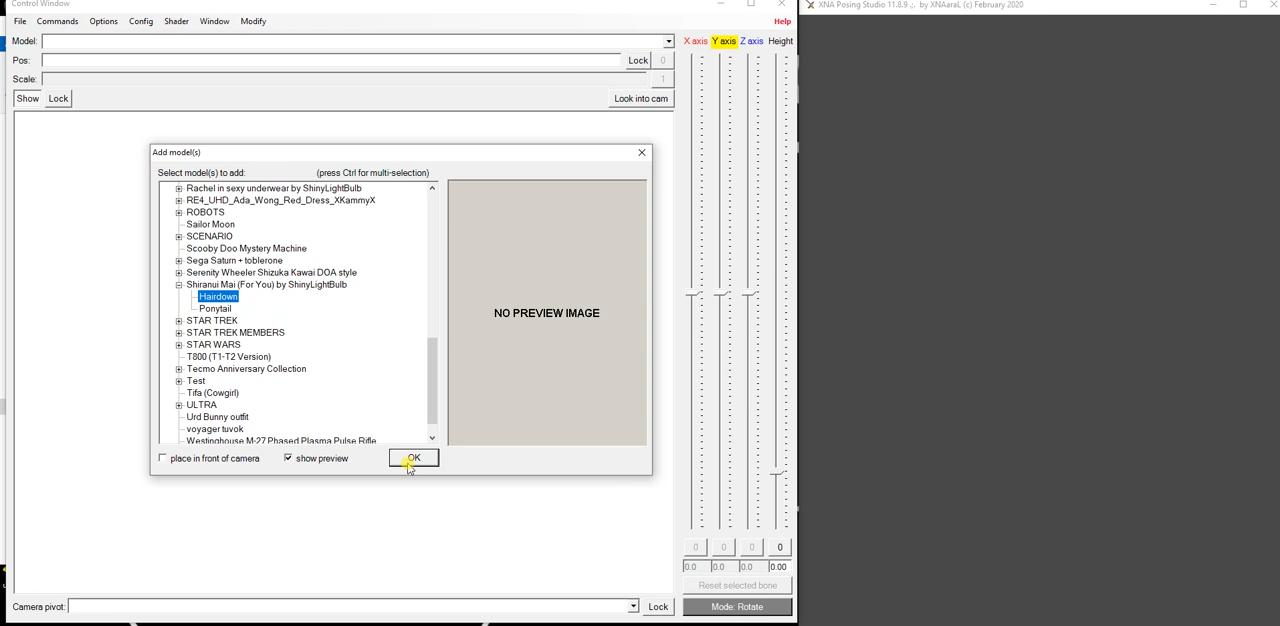 Control Window
XNA Posing Studio 11.8.9 .:. by XNAaraL (c) February 2020
File Commands Options Config Shader Window Modify Help
Model:
X axis Y axis Z axis Height
Pos: Lock 0
Scale: 1
Show Lock Look into cam
Add model(s)
Select model(s) to add: (press Ctrl for multi-selection)
Rachel in sexy underwear by ShinyLightBulb
RE4_UHD_Ada_Wong_Red_Dress_XKammyX
ROBOTS
Sailor Moon
SCENARIO
Scooby Doo Mystery Machine
Sega Saturn + toblerone
Serenity Wheeler Shizuka Kawai DOA style
Shiranui Mai (For You) by ShinyLightBulb
Hairdown
Ponytail
STAR TREK
STAR TREK MEMBERS
STAR WARS
T800 (T1-T2 Version)
Tecmo Anniversary Collection
Test
Tifa (Cowgirl)
ULTRA
Urd Bunny outfit
voyager tuvok
Westinghouse M-27 Phased Plasma Pulse Rifle
NO PREVIEW IMAGE
place in front of camera show preview OK
0 0 0 0
0.0 0.0 0.0 0.00
Reset selected bone
Camera pivot: Lock
Mode: Rotate